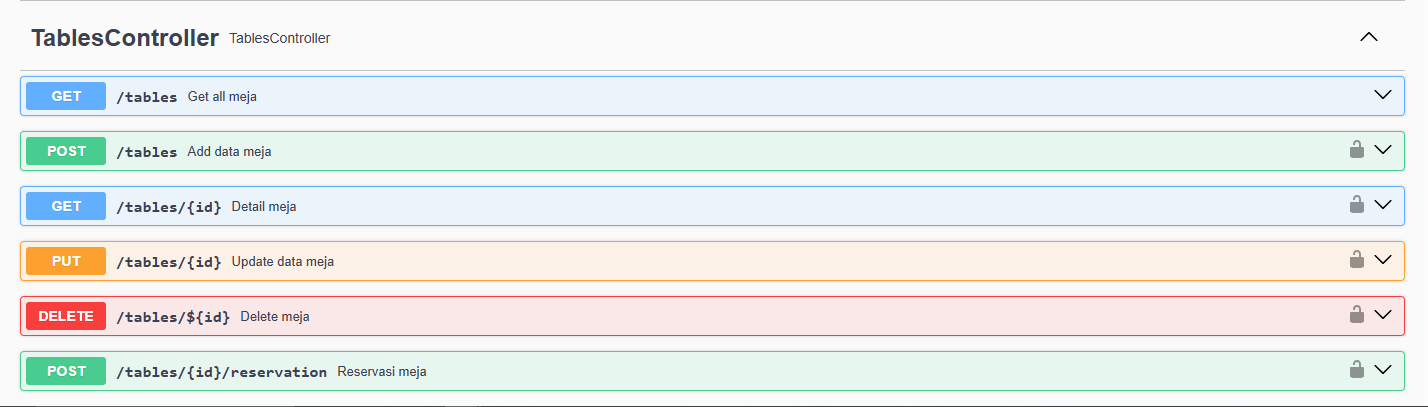 TablesController TablesController
GET /tables Get all meja
POST /tables Add data meja
GET /tables/{id} Detail meja
PUT /tables/{id} Update data meja
DELETE /tables/${id} Delete meja
POST /tables/{id}/reservation Reservasi meja